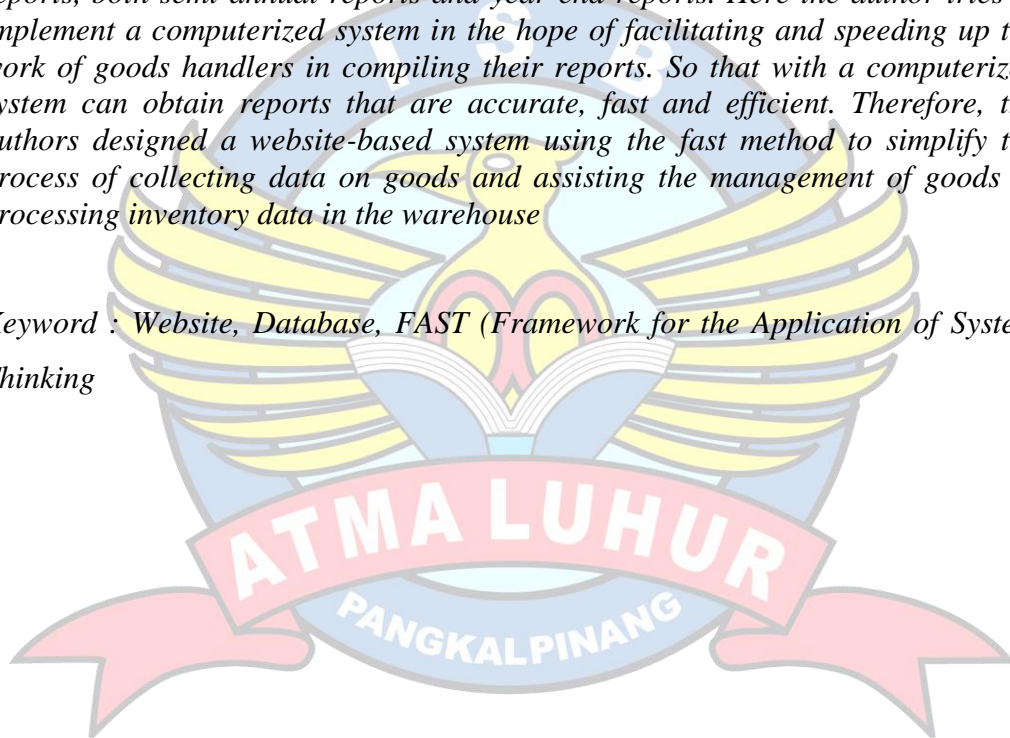 reports, both semi-annual reports and year-end reports. Here the author tries
implement a computerized system in the hope of facilitating and speeding up
work of goods handlers in compiling their reports. So that with a
system can obtain reports that are accurate, fast and efficient. Therefore,
authors designed a website-based system using the fast method to simplify
process of collecting data on goods and assisting the management of goods
processing inventory data in the warehouse
Keyword : Website, Database, FAST (Framework for the Application of
Thinking
I S B
ATMA LUHUR
PANGKALPINANG